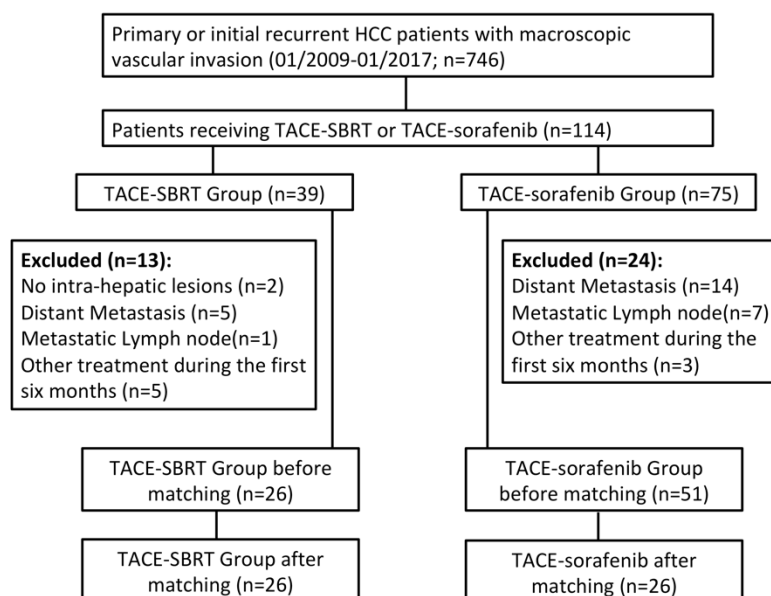 Primary or initial recurrent HCC patients with macroscopic
vascular invasion (01/2009-01/2017; n=746)
Patients receiving TACE-SBRT or TACE-sorafenib (n=114)
TACE-SBRT Group (n=39)
TACE-sorafenib Group (n=75)
Excluded (n=13):
No intra-hepatic lesions (n=2)
Distant Metastasis (n=5)
Metastatic Lymph node(n=1)
Other treatment during the first
six months (n=5)
Excluded (n=24):
Distant Metastasis (n=14)
Metastatic Lymph node (n=7)
Other treatment during the
first six months (n=3)
TACE-SBRT Group before
matching (n=26)
TACE-sorafenib Group
before matching (n=51)
TACE-SBRT Group after
matching (n=26)
TACE-sorafenib after
matching (n=26)